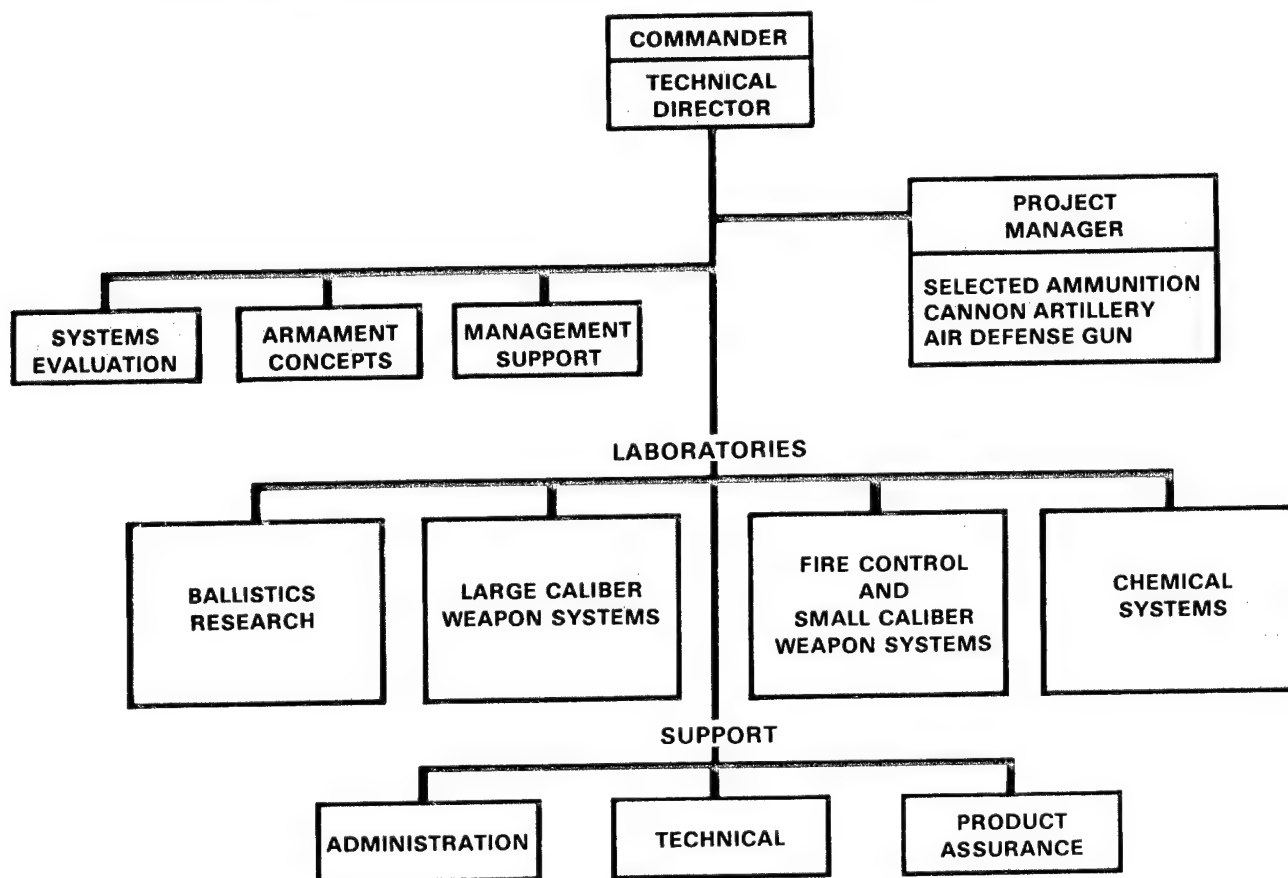 COMMANDER
TECHNICAL
DIRECTOR
PROJECT
MANAGER
SELECTED AMMUNITION
CANNON ARTILLERY
AIR DEFENSE GUN
SYSTEMS
EVALUATION
ARMAMENT
CONCEPTS
MANAGEMENT
SUPPORT
LABORATORIES
BALLISTICS
RESEARCH
LARGE CALIBER
WEAPON SYSTEMS
FIRE CONTROL
AND
SMALL CALIBER
WEAPON SYSTEMS
CHEMICAL
SYSTEMS
SUPPORT
ADMINISTRATION
TECHNICAL
PRODUCT
ASSURANCE